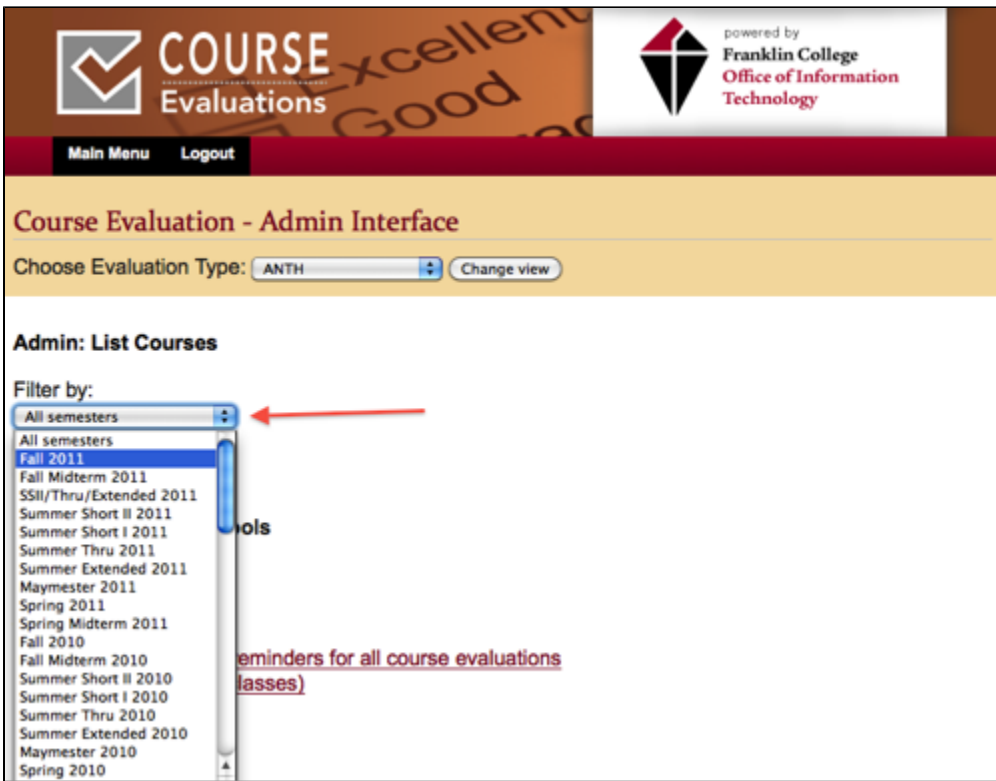 COURSE
Evaluations
Excellent
Good
powered by
Franklin College
Office of Information
Technology
Main Menu Logout
Course Evaluation - Admin Interface
Choose Evaluation Type: ANTH Change view
Admin: List Courses
Filter by:
All semesters
All semesters
Fall 2011
Fall Midterm 2011
SSII/Thru/Extended 2011
Summer Short II 2011
Summer Short I 2011
ools
Summer Thru 2011
Summer Extended 2011
Maymester 2011
Spring 2011
Spring Midterm 2011
Fall 2010
Fall Midterm 2010 eminders for all course evaluations
Summer Short II 2010 lasses)
Summer Short I 2010
Summer Thru 2010
Summer Extended 2010
Maymester 2010
Spring 2010